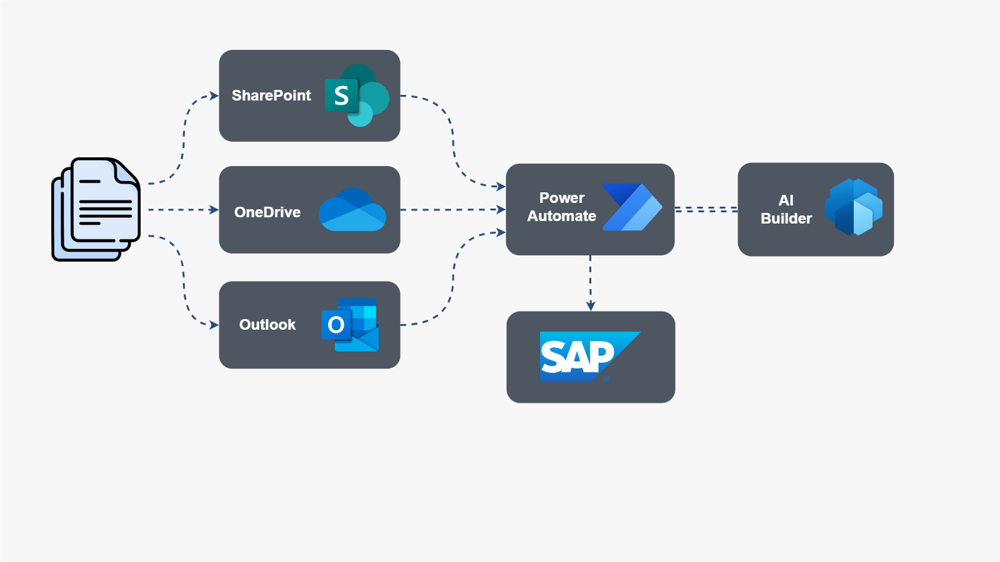 SharePoint
S
OneDrive
Outlook
O
Power
Automate
AI
Builder
SAP
®